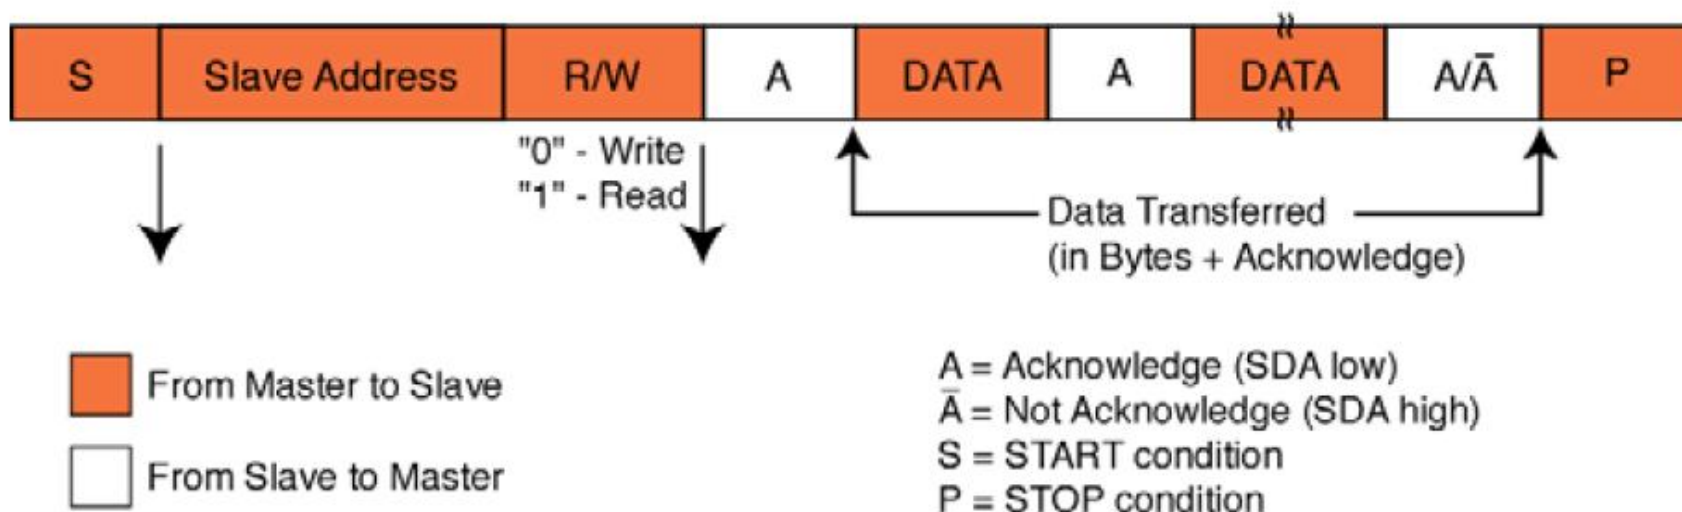 S Slave Address R/W A DATA A DATA A/Ā P
"0" - Write
"1" - Read
Data Transferred
(in Bytes + Acknowledge)
From Master to Slave
From Slave to Master
A = Acknowledge (SDA low)
Ā = Not Acknowledge (SDA high)
S = START condition
P = STOP condition